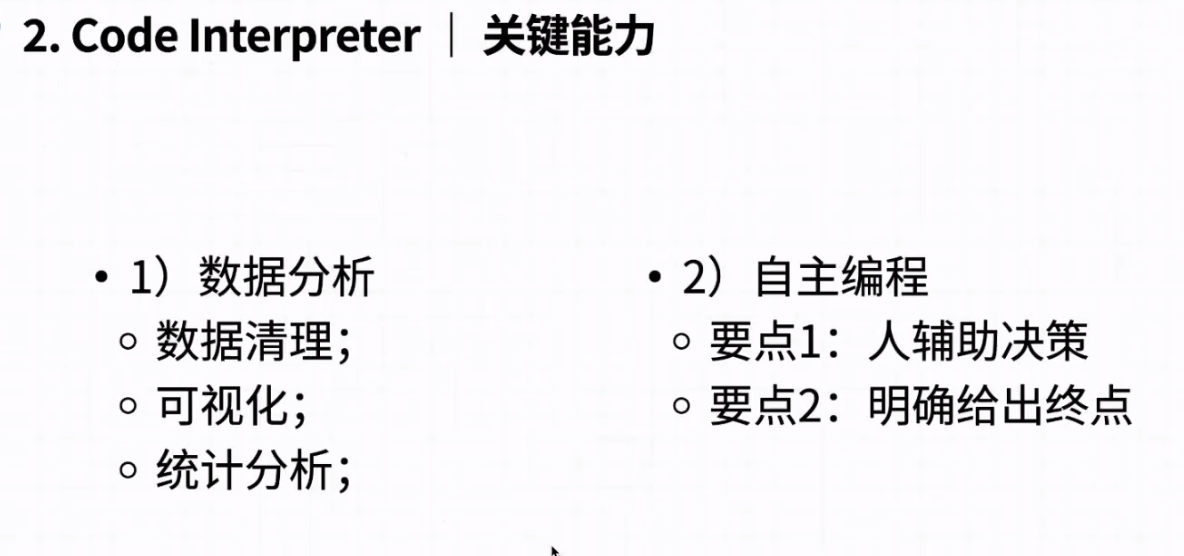 2. Code Interpreter ｜ 关键能力
• 1）数据分析
○ 数据清理；
○ 可视化；
○ 统计分析；
• 2）自主编程
○ 要点1：人辅助决策
○ 要点2：明确给出终点